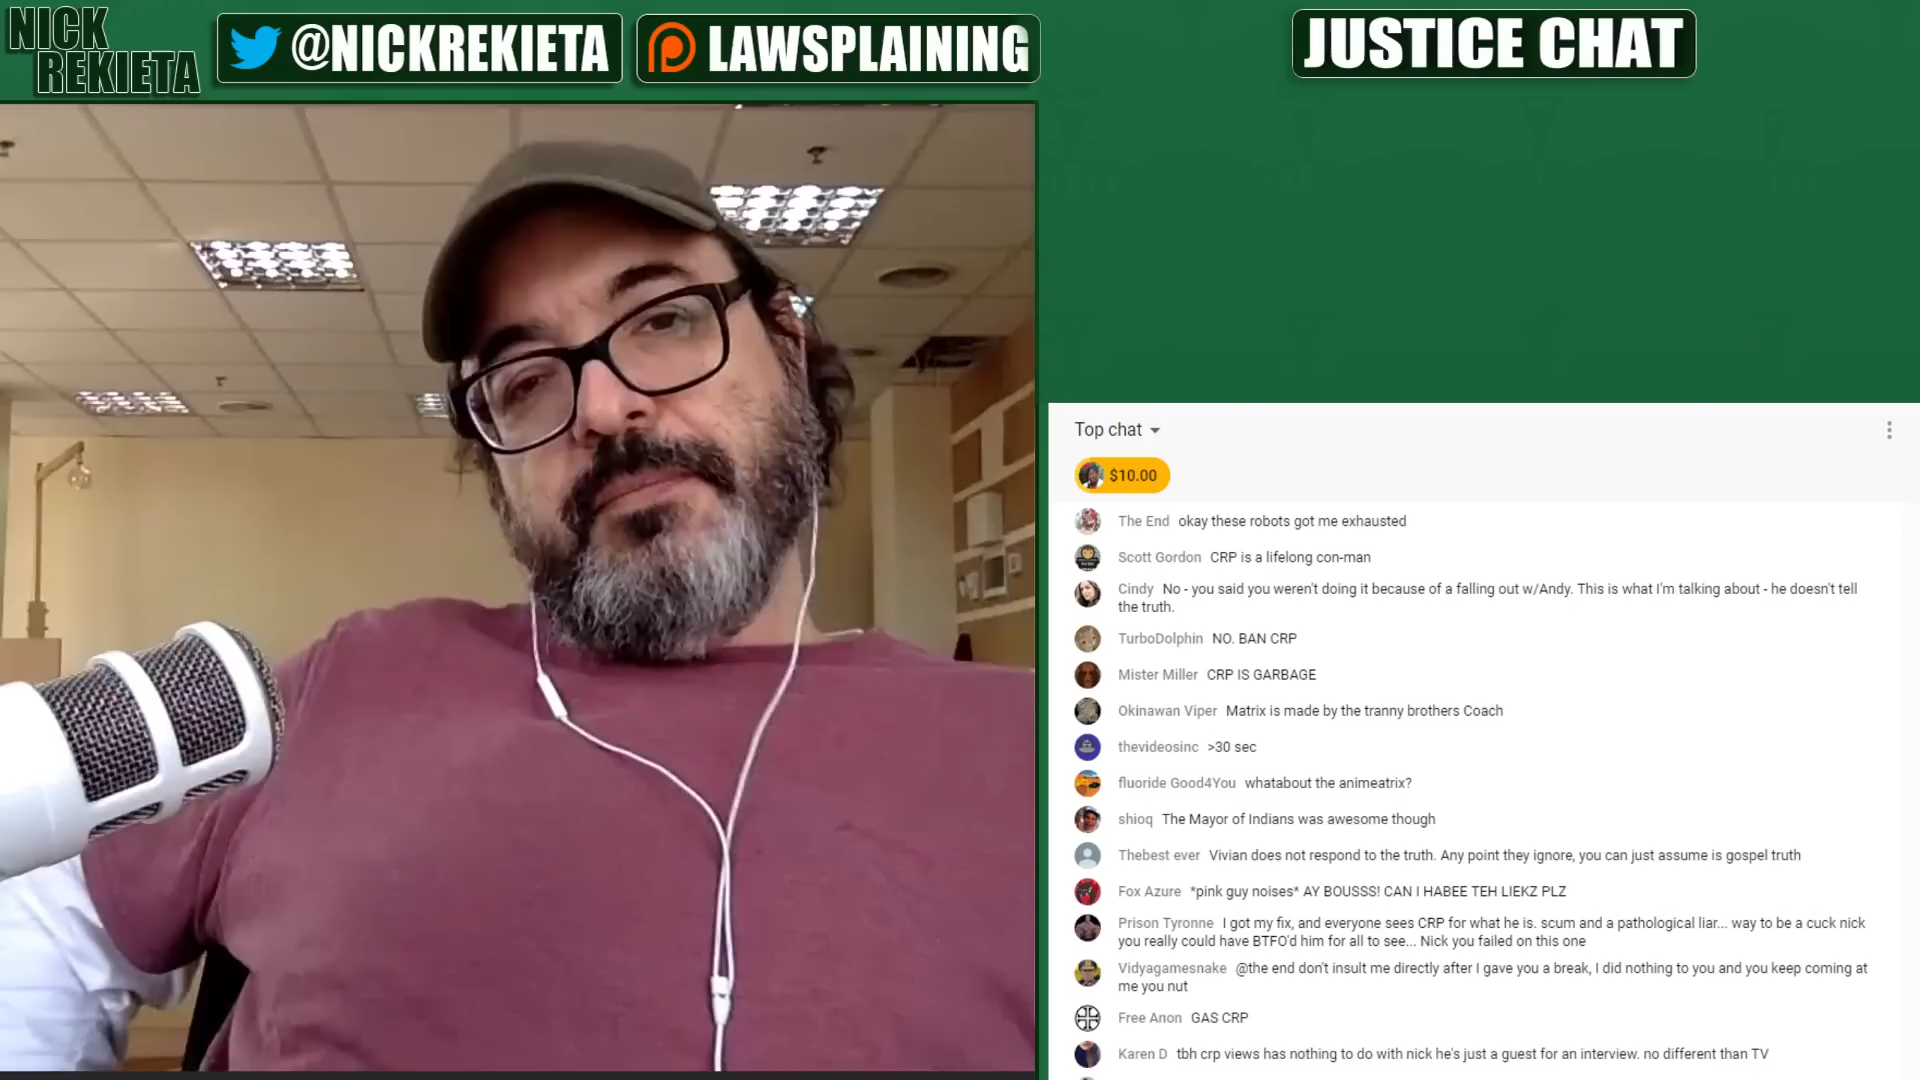 NICK
REKIETA
@NICKREKIETA
LAWSPLAINING
JUSTICE CHAT
Top chat
$10.00
The End okay these robots got me exhausted
Scott Gordon CRP is a lifelong con-man
Cindy No - you said you weren't doing it because of a falling out w/Andy. This is what I'm talking about - he doesn't tell
the truth.
TurboDolphin NO. BAN CRP
Mister Miller CRP IS GARBAGE
Okinawan Viper Matrix is made by the tranny brothers Coach
thevideosinc >30 sec
fluoride Good4You whatabout the animeatrix?
shioq The Mayor of Indians was awesome though
Thebest ever Vivian does not respond to the truth. Any point they ignore, you can just assume is gospel truth
Fox Azure *pink guy noises* AY BOUSSS! CAN I HABEE TEH LIEKZ PLZ
Prison Tyronne I got my fix, and everyone sees CRP for what he is. scum and a pathological liar... way to be a cuck nick
you really could have BTFO'd him for all to see... Nick you failed on this one
Vidyagamesnake @the end don't insult me directly after I gave you a break, I did nothing to you and you keep coming at
me you nut
Free Anon GAS CRP
Karen D tbh crp views has nothing to do with nick he's just a guest for an interview. no different than TV